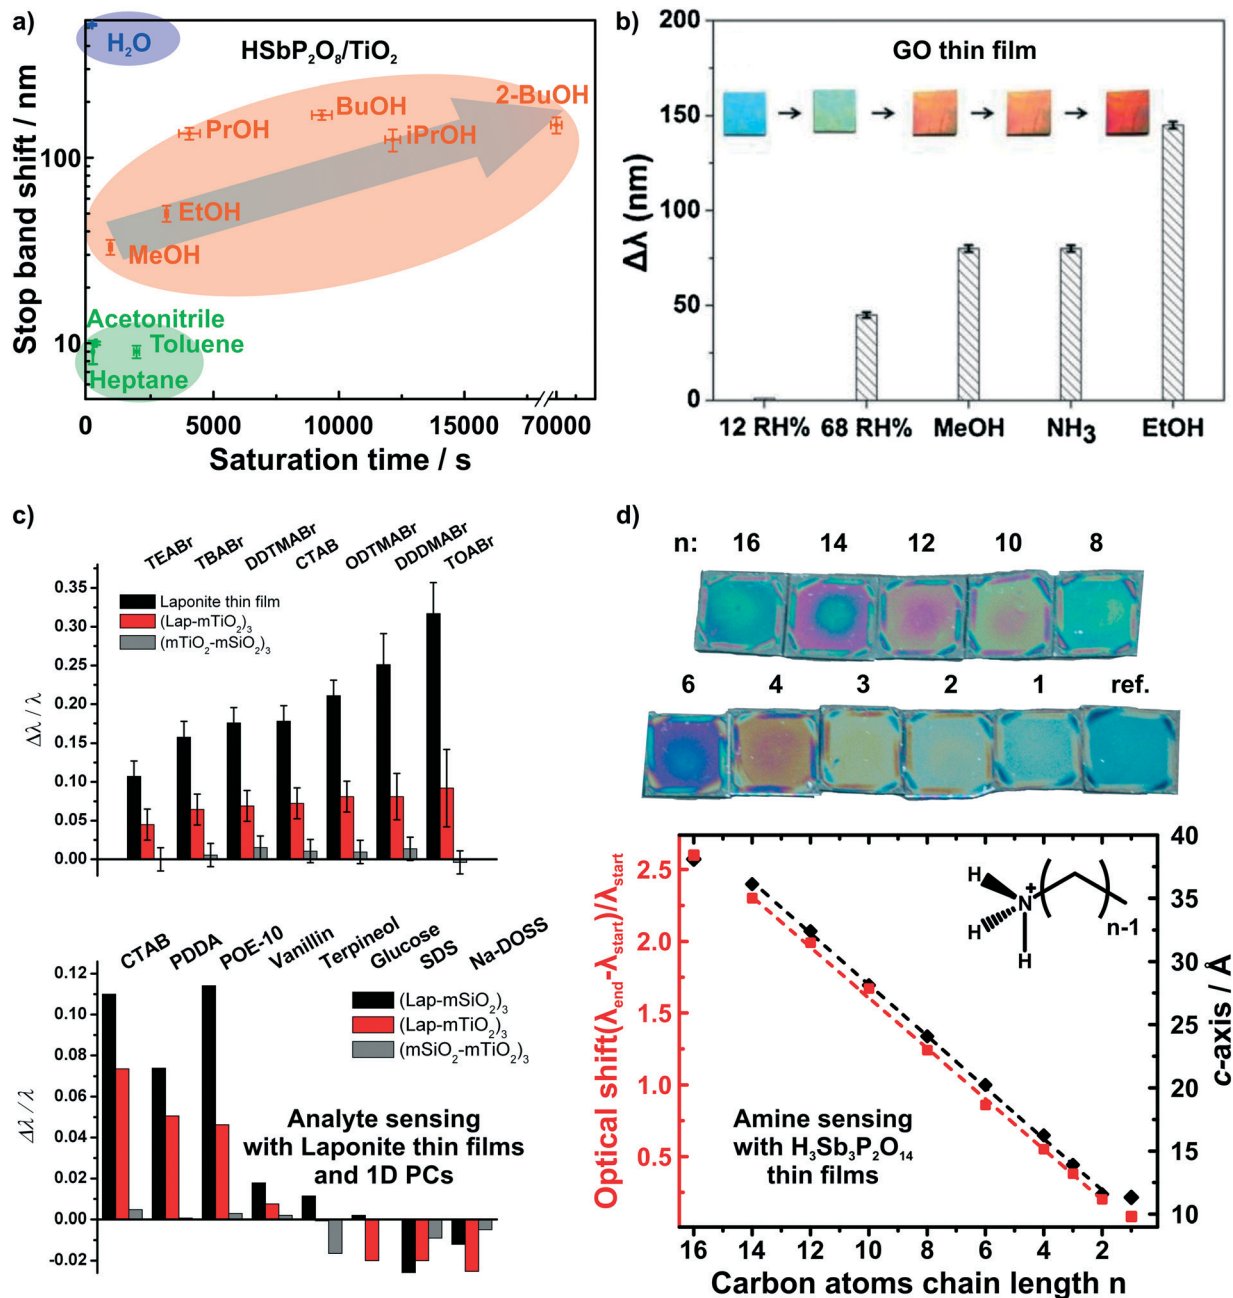 a)
HSbP₂O₈/TiO₂
H₂O
2-BuOH
BuOH
PrOH
iPrOH
EtOH
MeOH
Acetonitrile
Toluene
Heptane
Stop band shift / nm
100
10
0 5000 10000 15000 70000
Saturation time / s
b)
GO thin film
Δλ (nm)
200
150
100
50
0
12 RH% 68 RH% MeOH NH₃ EtOH
c)
TEABr TBABr DDTMABr CTAB ODTMABr DDDMABr TOABr
Laponite thin film
(Lap-mTiO₂)₃
(mTiO₂-mSiO₂)₃
Δλ / λ
0.35
0.30
0.25
0.20
0.15
0.10
0.05
0.00
CTAB PDDA POE-10 Vanillin Terpineol Glucose SDS Na-DOSS
(Lap-mSiO₂)₃
(Lap-mTiO₂)₃
(mSiO₂-mTiO₂)₃
Analyte sensing
with Laponite thin films
and 1D PCs
Δλ / λ
0.12
0.10
0.08
0.06
0.04
0.02
0.00
-0.02
d)
n: 16 14 12 10 8
6 4 3 2 1 ref.
Optical shift(λend-λstart)/λstart
2.5
2.0
1.5
1.0
0.5
H
H
N
+
H
n-1
Amine sensing
with H₃Sb₃P₂O₁₄
thin films
40
35
30
25
20
15
10
c-axis / Å
16 14 12 10 8 6 4 2
Carbon atoms chain length n